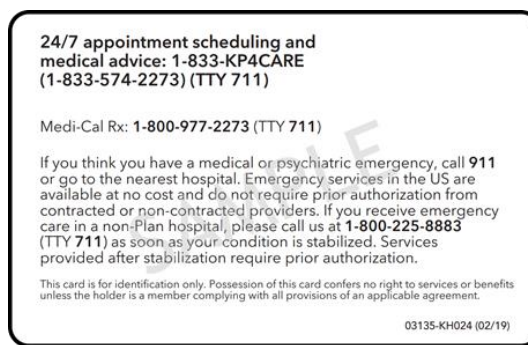 24/7 appointment scheduling and
medical advice: 1-833-KP4CARE
(1-833-574-2273) (TTY 711)
Medi-Cal Rx: 1-800-977-2273 (TTY 711)
If you think you have a medical or psychiatric emergency, call 911
or go to the nearest hospital. Emergency services in the US are
available at no cost and do not require prior authorization from
contracted or non-contracted providers. If you receive emergency
care in a non-Plan hospital, please call us at 1-800-225-8883
(TTY 711) as soon as your condition is stabilized. Services
provided after stabilization require prior authorization.
This card is for identification only. Possession of this card confers no right to services or benefits
unless the holder is a member complying with all provisions of an applicable agreement.
03135-KH024 (02/19)
SAMPLE